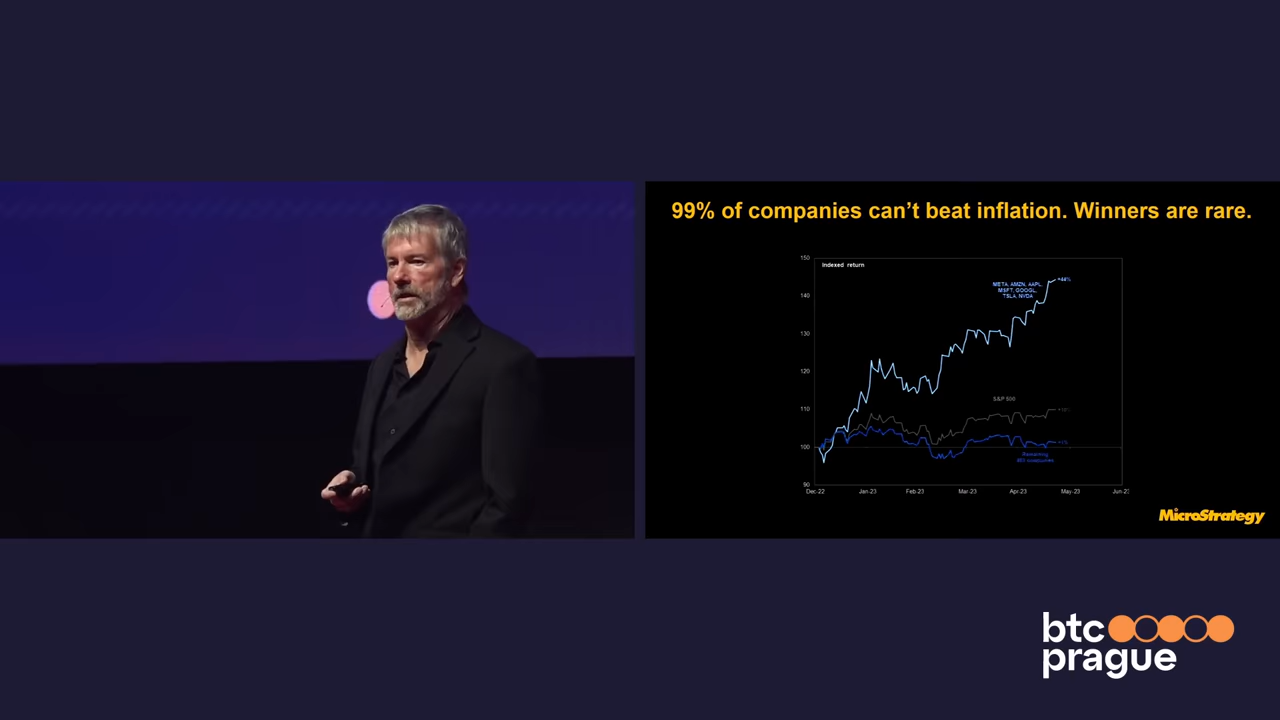 99% of companies can't beat inflation. Winners are rare.
Indexed return
150
140
130
120
110
100
90
META, AMZN, AAPL,
MSFT, GOOGL,
TSLA, NVDA
+44%
S&P 500
Remaining
Dec-22
Jan-23
Feb-23
Mar-23
Apr-23
May-23
Jun-23
MicroStrategy
btc
prague